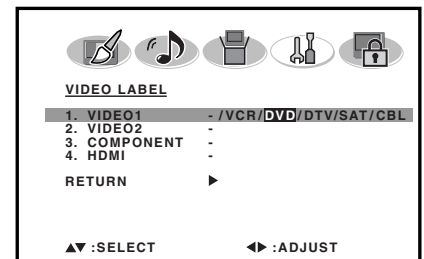 VIDEO LABEL
1. VIDEO1 - /VCR/DVD/DTV/SAT/CBL
2. VIDEO2 -
3. COMPONENT -
4. HDMI -
RETURN ▶
▲▼ :SELECT ◀▶ :ADJUST